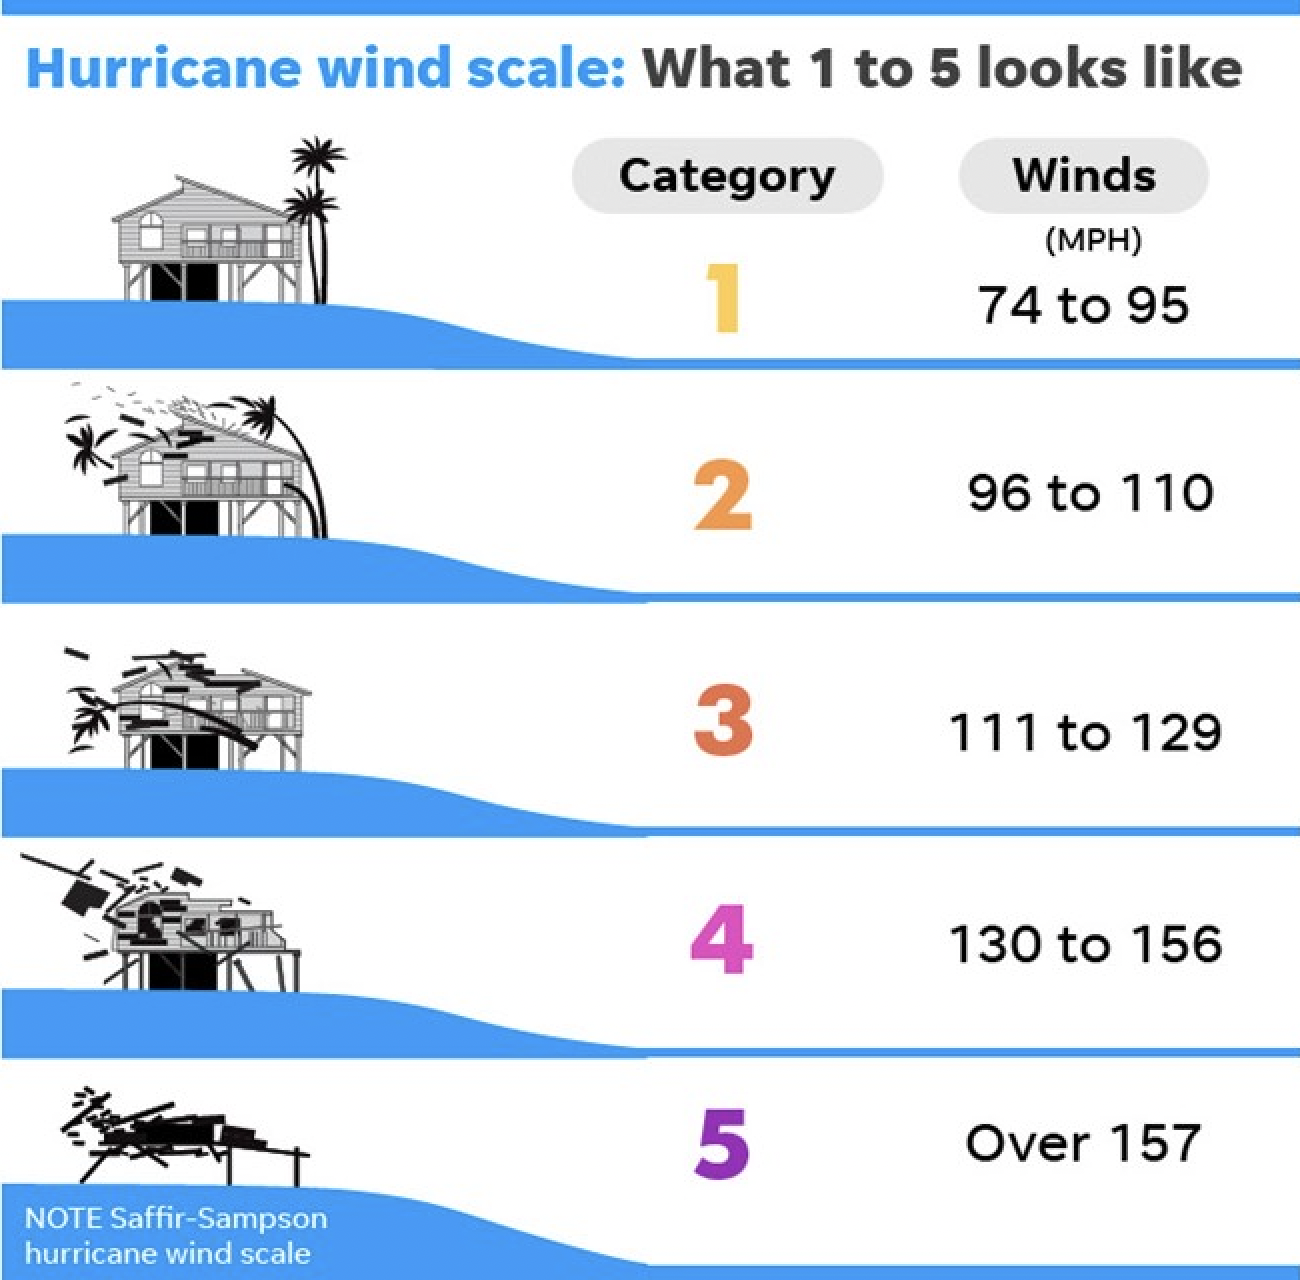 Hurricane wind scale: What 1 to 5 looks like
Category Winds
(MPH)
1 74 to 95
2 96 to 110
3 111 to 129
4 130 to 156
5 Over 157
NOTE Saffir-Sampson
hurricane wind scale